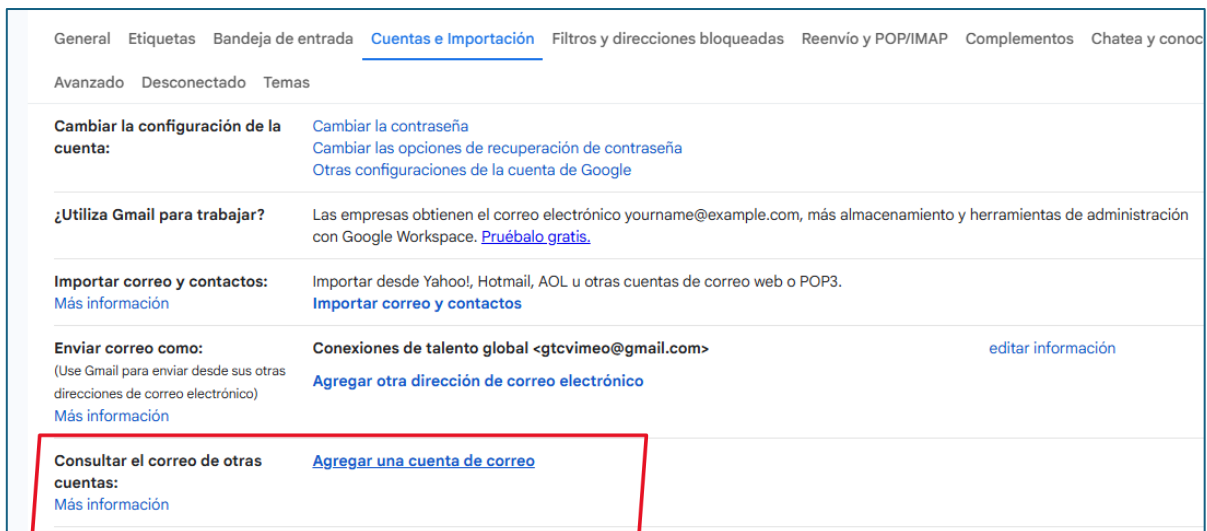 General Etiquetas Bandeja de entrada Cuentas e Importación Filtros y direcciones bloqueadas Reenvío y POP/IMAP Complementos Chatea y conoc
Avanzado Desconectado Temas
Cambiar la configuración de la cuenta:
Cambiar la contraseña
Cambiar las opciones de recuperación de contraseña
Otras configuraciones de la cuenta de Google
¿Utiliza Gmail para trabajar?
Las empresas obtienen el correo electrónico yourname@example.com, más almacenamiento y herramientas de administración
con Google Workspace. Pruébalo gratis.
Importar correo y contactos:
Más información
Importar desde Yahoo!, Hotmail, AOL u otras cuentas de correo web o POP3.
Importar correo y contactos
Enviar correo como:
(Use Gmail para enviar desde sus otras
direcciones de correo electrónico)
Más información
Conexiones de talento global <gtcvimeo@gmail.com>
editar información
Agregar otra dirección de correo electrónico
Consultar el correo de otras
cuentas:
Más información
Agregar una cuenta de correo